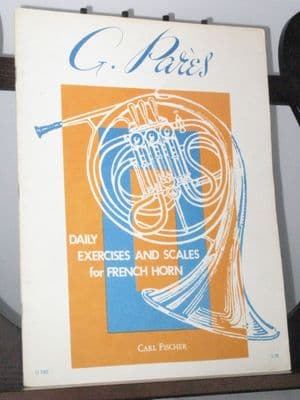 G. Parès
DAILY
EXERCISES AND SCALES
for FRENCH HORN
CARL FISCHER